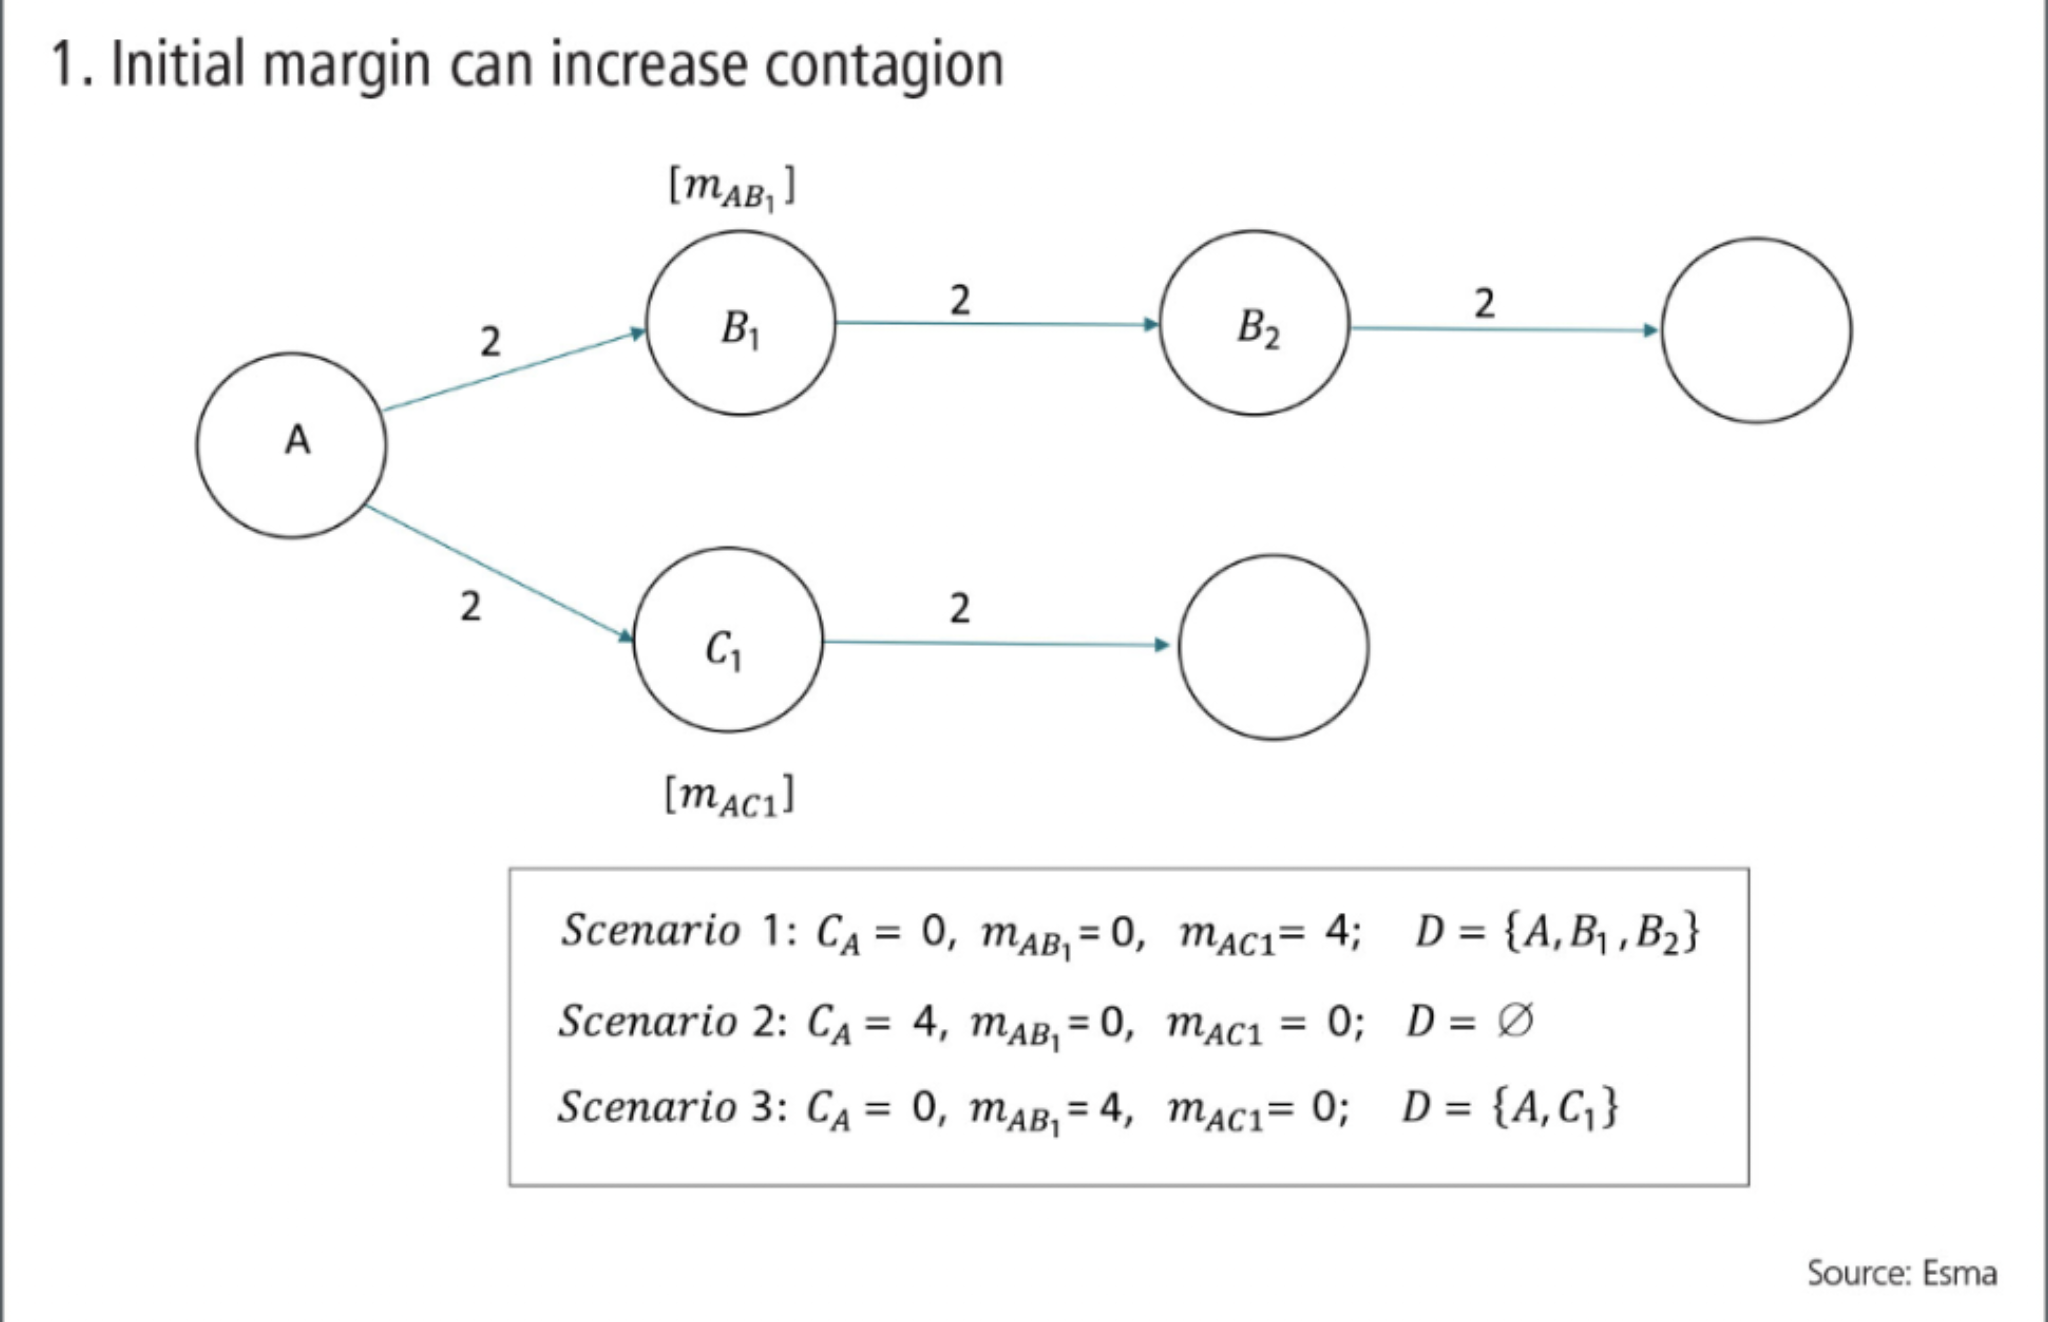 1. Initial margin can increase contagion
[m_{AB_1}]
2
B_1
2
B_2
2
A
2
C_1
2
[m_{AC1}]
Scenario 1: C_A = 0, m_{AB_1} = 0, m_{AC1} = 4; D = {A, B_1, B_2}
Scenario 2: C_A = 4, m_{AB_1} = 0, m_{AC1} = 0; D = ∅
Scenario 3: C_A = 0, m_{AB_1} = 4, m_{AC1} = 0; D = {A, C_1}
Source: Esma